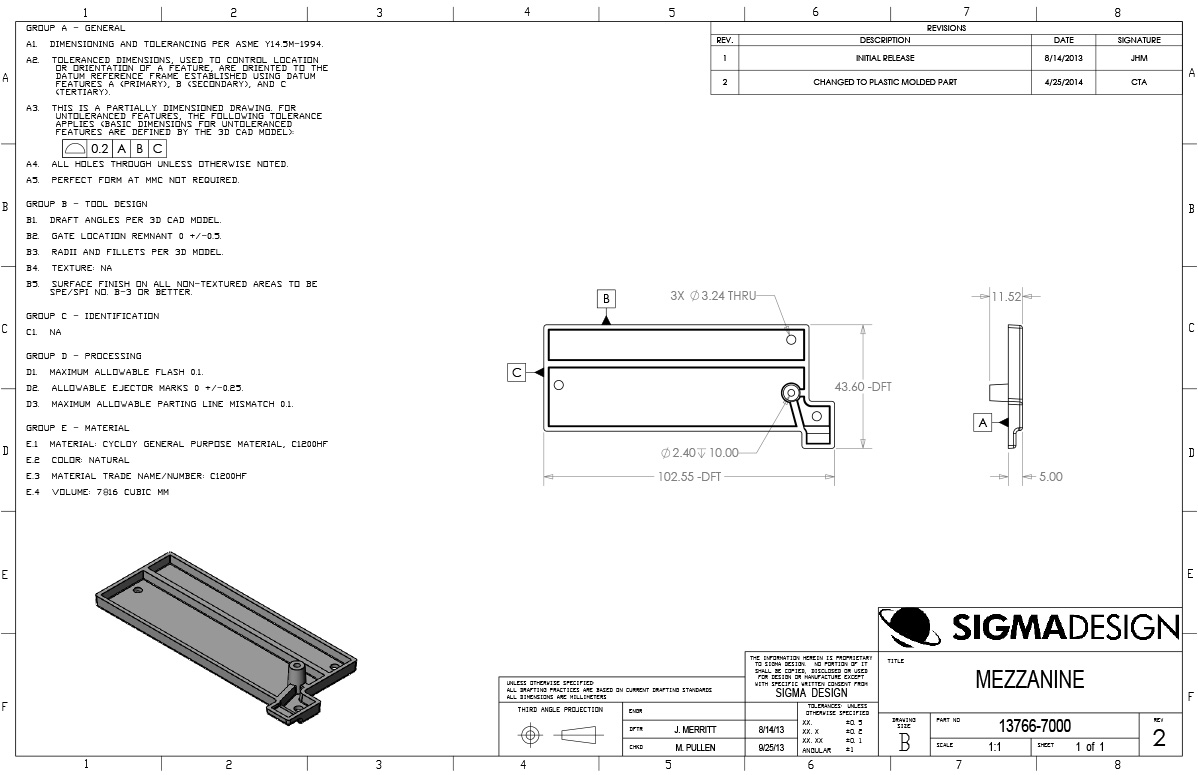 1 2 3 4 5 6 7 8
GROUP A - GENERAL
A1. DIMENSIONING AND TOLERANCING PER ASME Y14.5M-1994.
A2. TOLERANCED DIMENSIONS, USED TO CONTROL LOCATION
OR ORIENTATION OF A FEATURE, ARE ORIENTED TO THE
DATUM REFERENCE FRAME ESTABLISHED USING DATUM
FEATURES A (PRIMARY), B (SECONDARY), AND C
(TERTIARY).
A3. THIS IS A PARTIALLY DIMENSIONED DRAWING. FOR
UNTOLERANCED FEATURES, THE FOLLOWING TOLERANCE
APPLIES (BASIC DIMENSIONS FOR UNTOLERANCED
FEATURES ARE DEFINED BY THE 3D CAD MODEL):
⌓ 0.2 A B C
A4. ALL HOLES THROUGH UNLESS OTHERWISE NOTED.
A5. PERFECT FORM AT MMC NOT REQUIRED.
GROUP B - TOOL DESIGN
B1. DRAFT ANGLES PER 3D CAD MODEL.
B2. GATE LOCATION REMNANT 0 +/-0.5.
B3. RADII AND FILLETS PER 3D MODEL.
B4. TEXTURE: NA
B5. SURFACE FINISH ON ALL NON-TEXTURED AREAS TO BE
SPE/SPI NO. B-3 OR BETTER.
GROUP C - IDENTIFICATION
C1. NA
GROUP D - PROCESSING
D1. MAXIMUM ALLOWABLE FLASH 0.1.
D2. ALLOWABLE EJECTOR MARKS 0 +/-0.25.
D3. MAXIMUM ALLOWABLE PARTING LINE MISMATCH 0.1.
GROUP E - MATERIAL
E.1 MATERIAL: CYCLOY GENERAL PURPOSE MATERIAL, C1200HF
E.2 COLOR: NATURAL
E.3 MATERIAL TRADE NAME/NUMBER: C1200HF
E.4 VOLUME: 7816 CUBIC MM
REVISIONS
REV. DESCRIPTION DATE SIGNATURE
1 INITIAL RELEASE 8/14/2013 JHM
2 CHANGED TO PLASTIC MOLDED PART 4/25/2014 CTA
A A
B B
C C
D D
E E
F F
B
3X ∅3.24 THRU
C
43.60 -DFT
∅2.40 ↧ 10.00
102.55 -DFT
11.52
A
5.00
SIGMADESIGN
TITLE
MEZZANINE
DRAWING
SIZE
B
PART NO
13766-7000
REV
2
SCALE 1:1 SHEET 1 of 1
THE INFORMATION HEREIN IS PROPRIETARY
TO SIGMA DESIGN. NO PORTION OF IT
SHALL BE COPIED, DISCLOSED OR USED
FOR DESIGN OR MANUFACTURE EXCEPT
WITH SPECIFIC WRITTEN CONSENT FROM
SIGMA DESIGN
UNLESS OTHERWISE SPECIFIED:
ALL DRAFTING PRACTICES ARE BASED ON CURRENT DRAFTING STANDARDS
ALL DIMENSIONS ARE MILLIMETERS
THIRD ANGLE PROJECTION
ENGR
DFTR J. MERRITT 8/14/13
CHKD M. PULLEN 9/25/13
TOLERANCES: UNLESS
OTHERWISE SPECIFIED
XX. ±0.5
XX. X ±0.2
XX. XX ±0.1
ANGULAR ±1
1 2 3 4 5 6 7 8